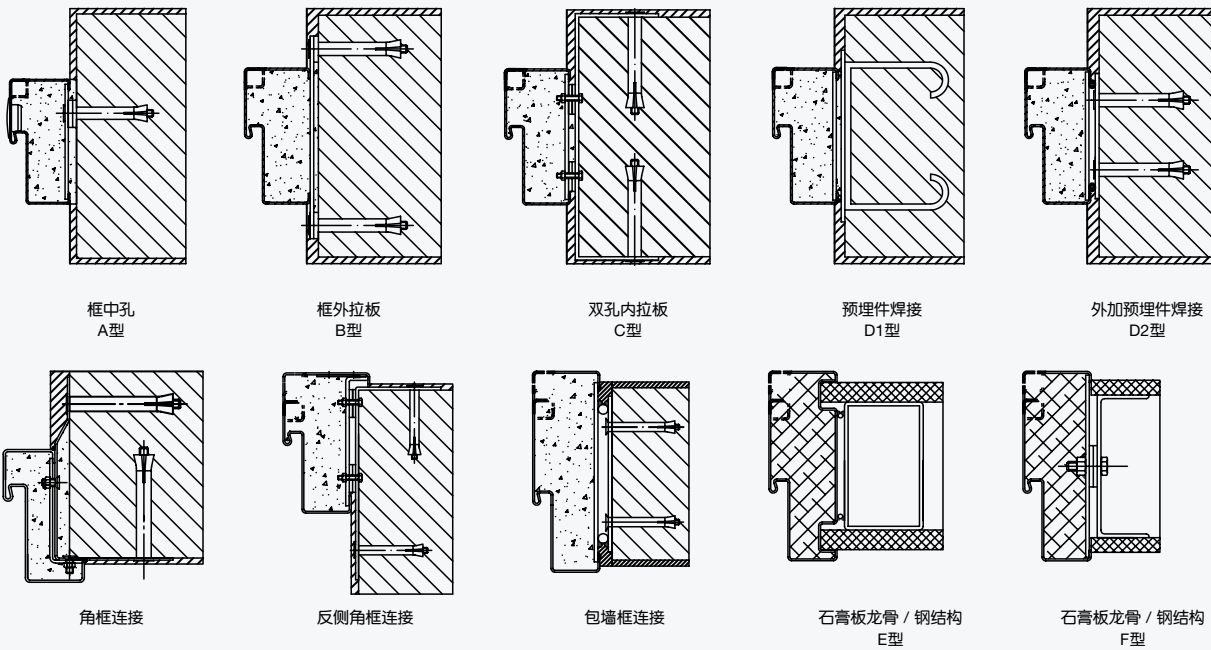 框中孔
A型
框外拉板
B型
双孔内拉板
C型
预埋件焊接
D1型
外加预埋件焊接
D2型
角框连接
反侧角框连接
包墙框连接
石膏板龙骨 / 钢结构
E型
石膏板龙骨 / 钢结构
F型